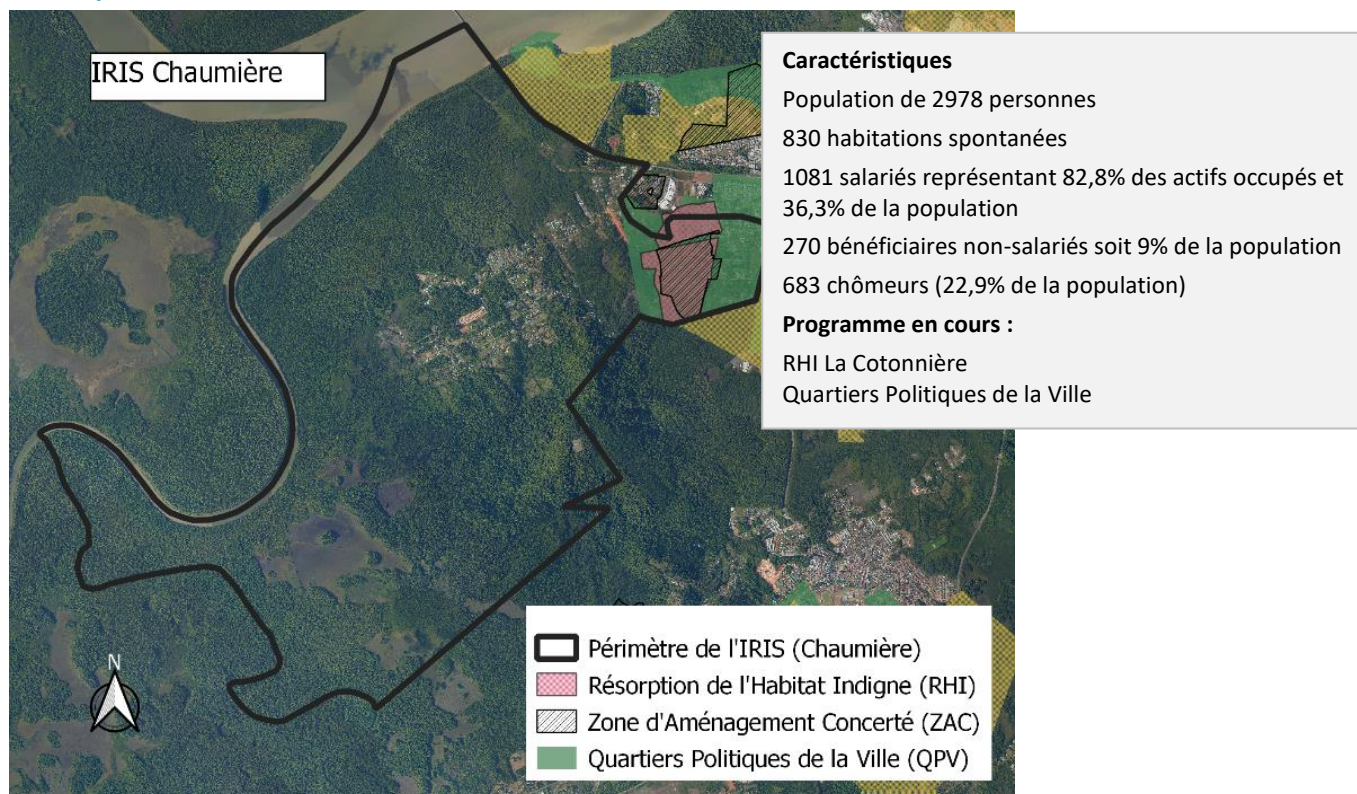 IRIS Chaumière
Caractéristiques
Population de 2978 personnes
830 habitations spontanées
1081 salariés représentant 82,8% des actifs occupés et
36,3% de la population
270 bénéficiaires non-salariés soit 9% de la population
683 chômeurs (22,9% de la population)
Programme en cours :
RHI La Cotonnière
Quartiers Politiques de la Ville
Périmètre de l'IRIS (Chaumière)
Résorption de l'Habitat Indigne (RHI)
Zone d'Aménagement Concerté (ZAC)
Quartiers Politiques de la Ville (QPV)
N